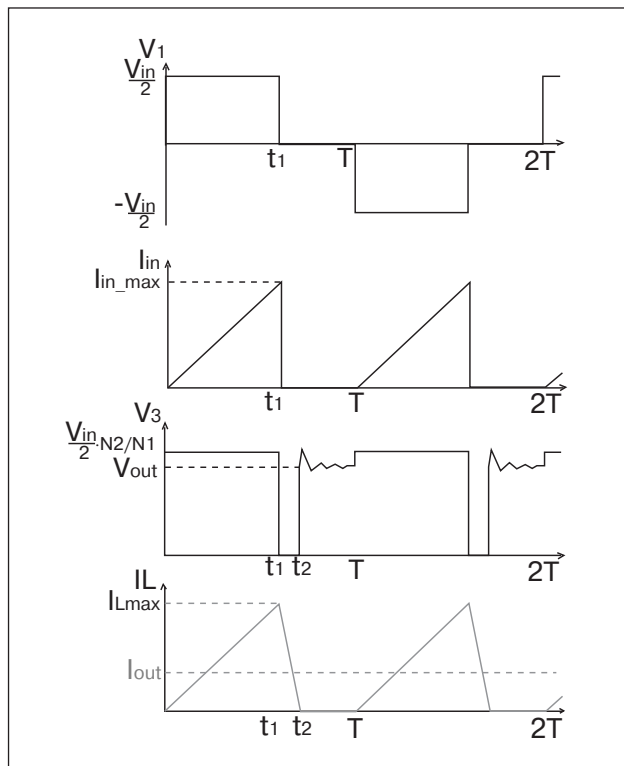 V1
Vin/2
t1 T 2T
-Vin/2
Iin
Iin_max
t1 T 2T
V3
Vin/2·N2/N1
Vout
t1 t2 T 2T
IL
ILmax
Iout
t1 t2 T 2T